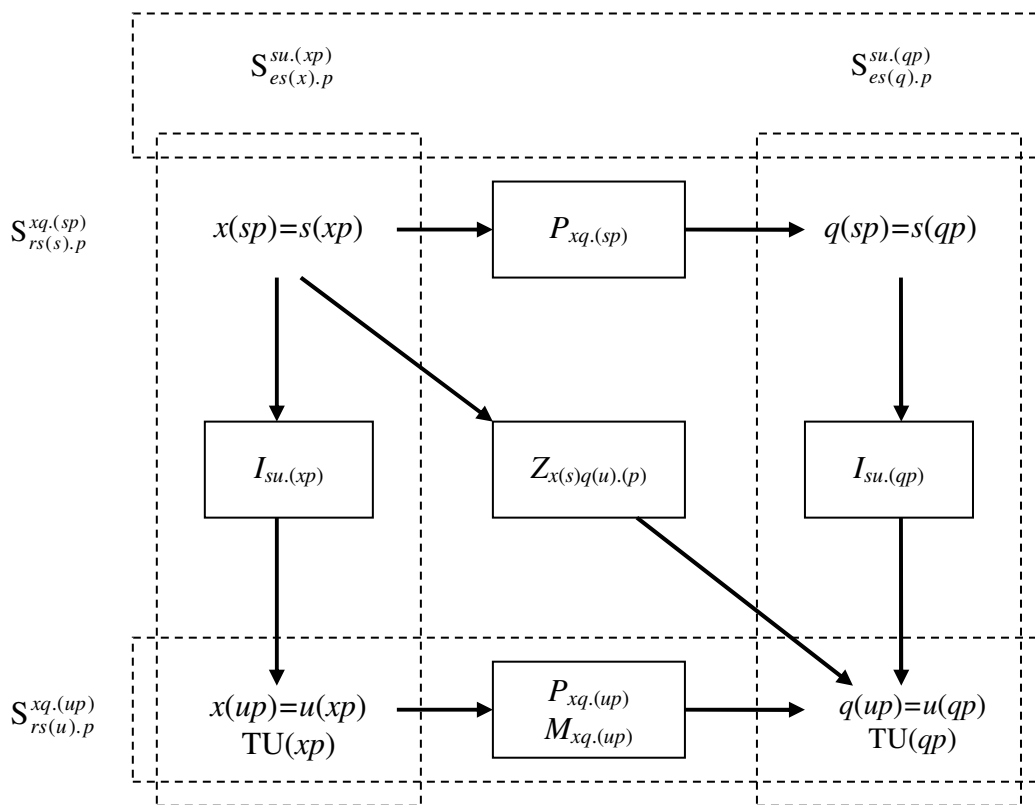 S^{su.(xp)}_{es(x).p} S^{su.(qp)}_{es(q).p}
S^{xq.(sp)}_{rs(s).p} x(sp)=s(xp) P_{xq.(sp)} q(sp)=s(qp)
I_{su.(xp)} Z_{x(s)q(u).(p)} I_{su.(qp)}
S^{xq.(up)}_{rs(u).p} x(up)=u(xp) P_{xq.(up)} q(up)=u(qp)
TU(xp) M_{xq.(up)} TU(qp)